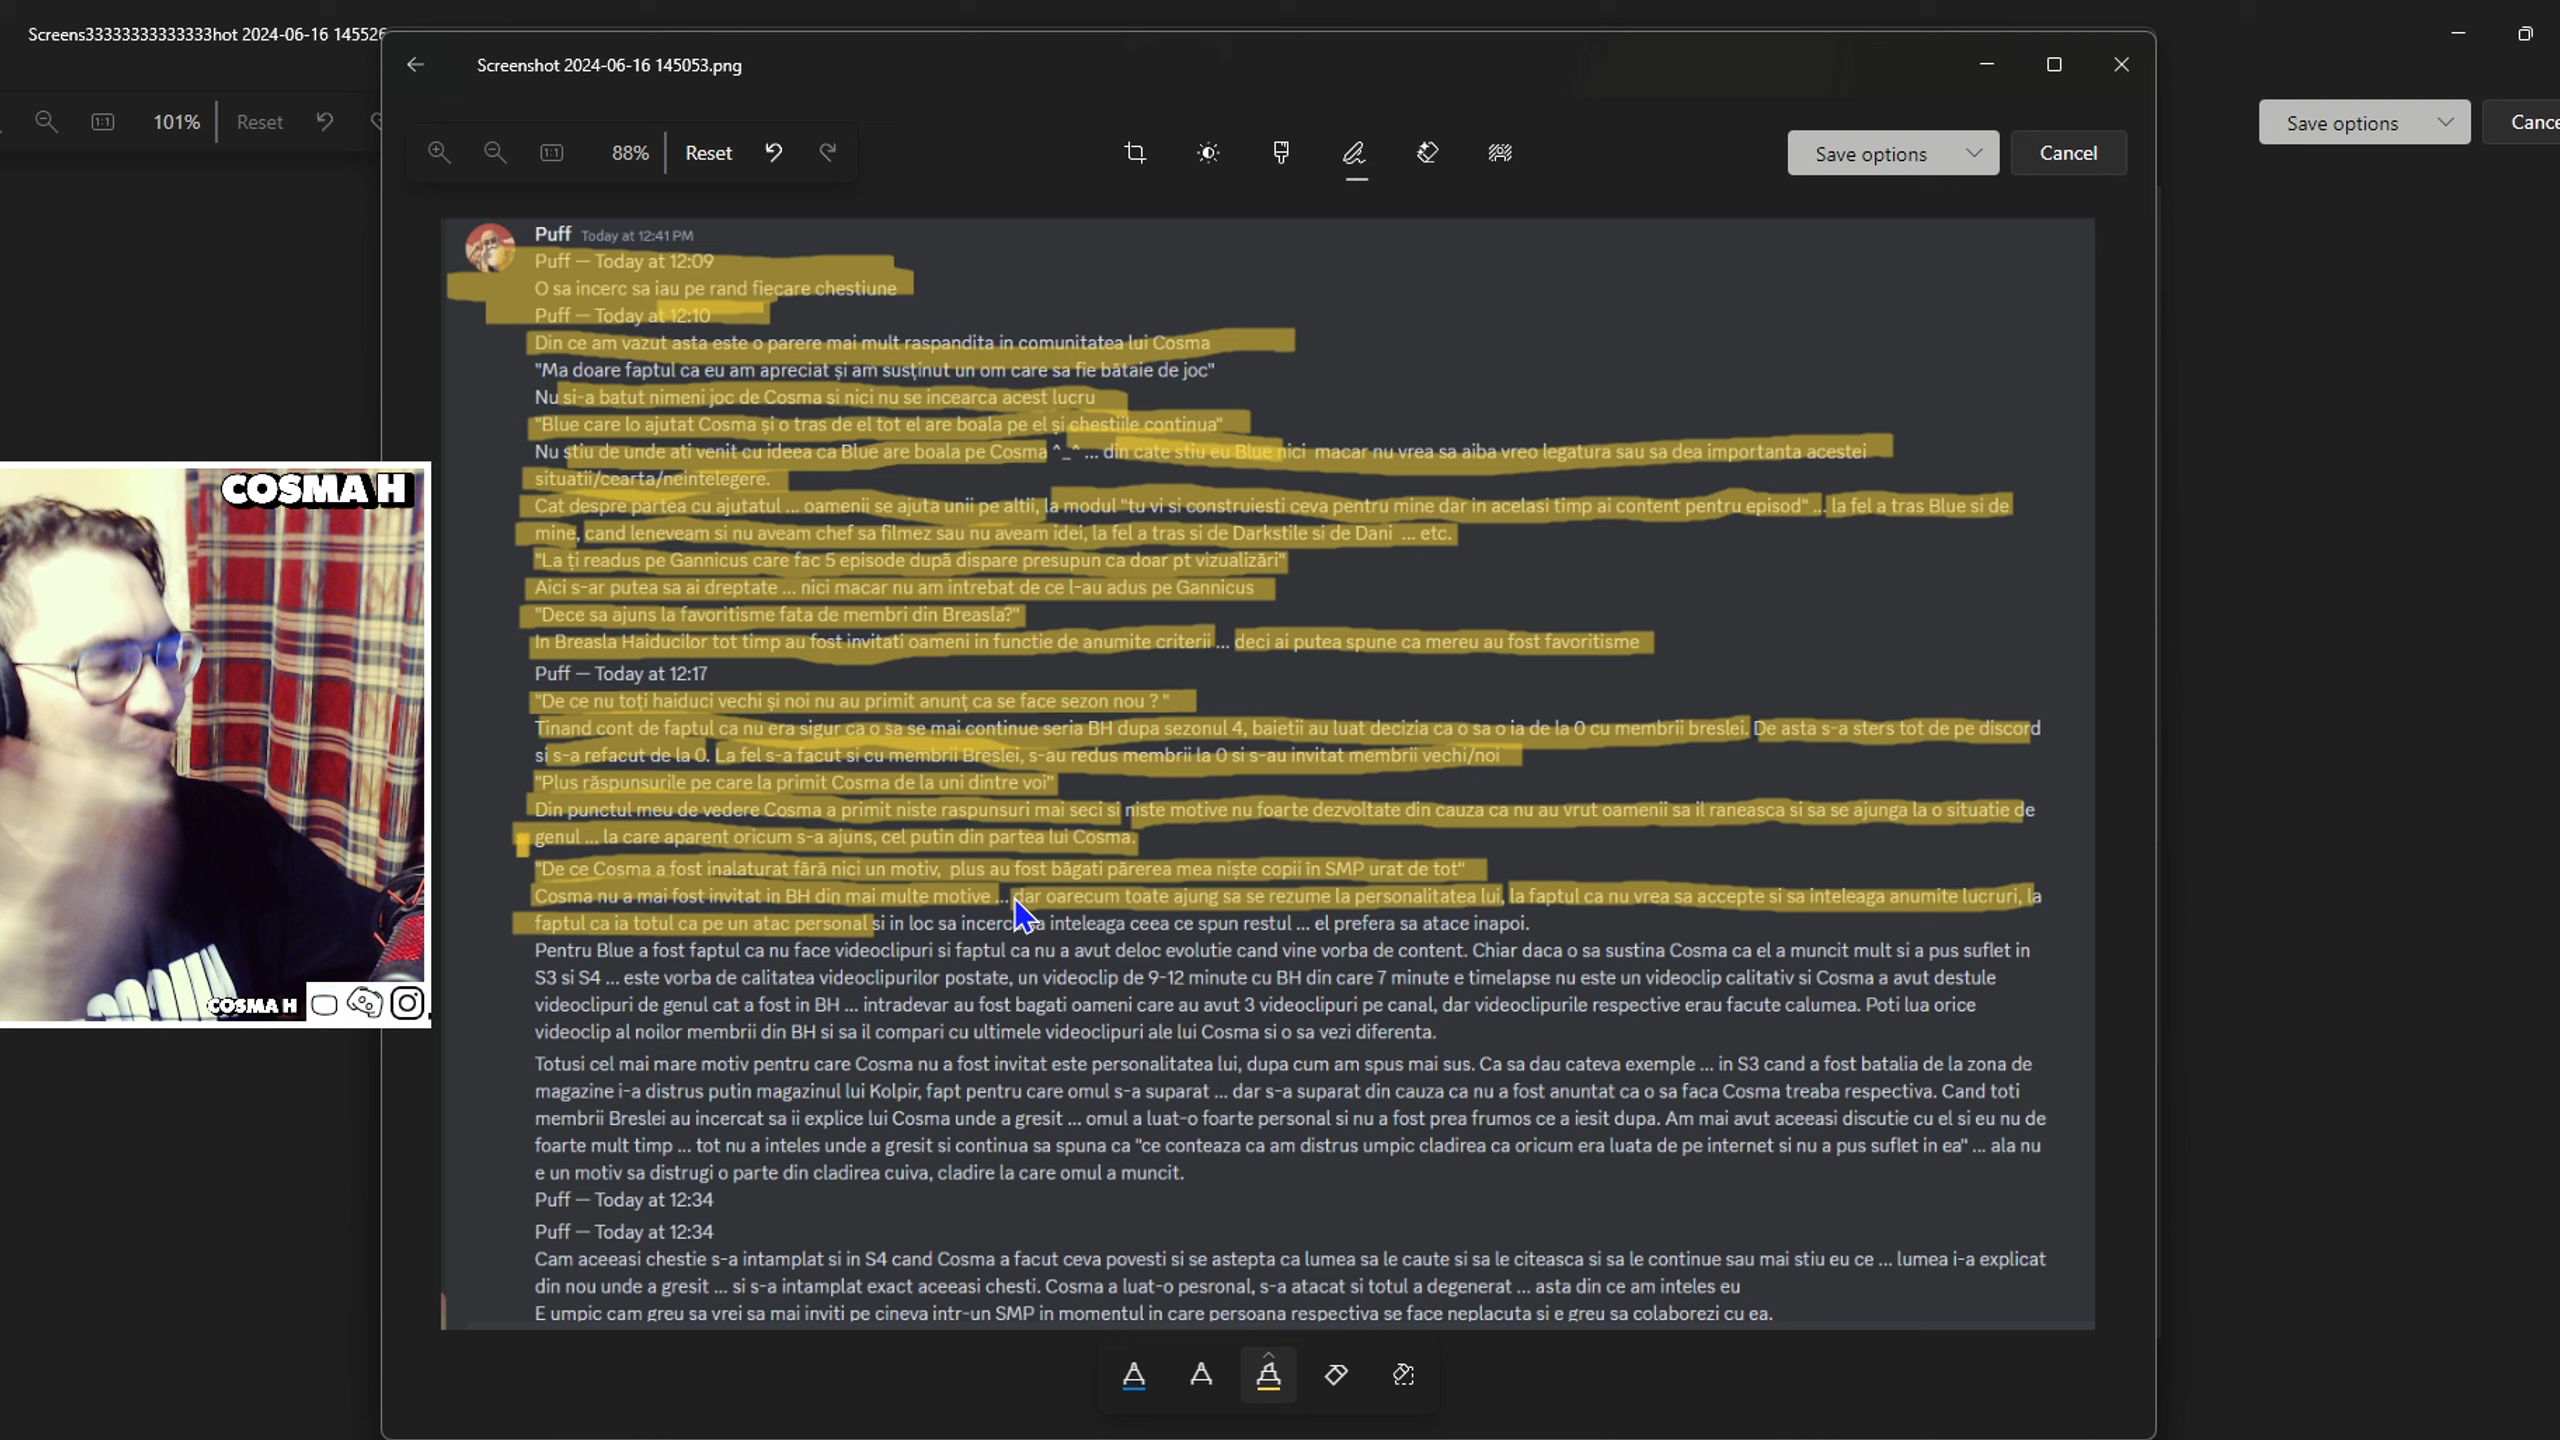 Screens33333333333333hot 2024-06-16 145526
Screenshot 2024-06-16 145053.png
101%
Reset
Save options
88%
Reset
Save options
Cancel
Puff Today at 12:41 PM
Puff — Today at 12:09
O sa incerc sa iau pe rand fiecare chestiune
Puff — Today at 12:10
Din ce am vazut asta este o parere mai mult raspandita in comunitatea lui Cosma
"Ma doare faptul ca eu am apreciat și am susținut un om care sa fie bătaie de joc"
Nu si-a batut nimeni joc de Cosma si nici nu se incearca acest lucru
"Blue care lo ajutat Cosma și o tras de el tot el are boala pe el și chestiile continua"
Nu stiu de unde ati venit cu ideea ca Blue are boala pe Cosma ^_^ ... din cate stiu eu Blue nici macar nu vrea sa aiba vreo legatura sau sa dea importanta acestei
situatii/cearta/neintelegere.
Cat despre partea cu ajutatul ... oamenii se ajuta unii pe altii, la modul "tu vi si construiesti ceva pentru mine dar in acelasi timp ai content pentru episod" ... la fel a tras Blue si de
mine, cand leneveam si nu aveam chef sa filmez sau nu aveam idei, la fel a tras si de Darkstile si de Dani ... etc.
"La ți readus pe Gannicus care fac 5 episode după dispare presupun ca doar pt vizualizări"
Aici s-ar putea sa ai dreptate ... nici macar nu am intrebat de ce l-au adus pe Gannicus
"Dece sa ajuns la favoritisme fata de membri din Breasla?"
In Breasla Haiducilor tot timp au fost invitati oameni in functie de anumite criterii ... deci ai putea spune ca mereu au fost favoritisme
Puff — Today at 12:17
"De ce nu toți haiduci vechi și noi nu au primit anunț ca se face sezon nou ? "
Tinand cont de faptul ca nu era sigur ca o sa se mai continue seria BH dupa sezonul 4, baietii au luat decizia ca o sa o ia de la 0 cu membrii breslei. De asta s-a sters tot de pe discord
si s-a refacut de la 0. La fel s-a facut si cu membrii Breslei, s-au redus membrii la 0 si s-au invitat membrii vechi/noi
"Plus răspunsurile pe care la primit Cosma de la uni dintre voi"
Din punctul meu de vedere Cosma a primit niste raspunsuri mai seci si niste motive nu foarte dezvoltate din cauza ca nu au vrut oamenii sa il raneasca si sa se ajunga la o situatie de
genul ... la care aparent oricum s-a ajuns, cel putin din partea lui Cosma.
"De ce Cosma a fost inalaturat fără nici un motiv, plus au fost băgati părerea mea niște copii în SMP urat de tot"
Cosma nu a mai fost invitat in BH din mai multe motive ... dar oarecum toate ajung sa se rezume la personalitatea lui, la faptul ca nu vrea sa accepte si sa inteleaga anumite lucruri, la
faptul ca ia totul ca pe un atac personal si in loc sa incerce sa inteleaga ceea ce spun restul ... el prefera sa atace inapoi.
Pentru Blue a fost faptul ca nu face videoclipuri si faptul ca nu a avut deloc evolutie cand vine vorba de content. Chiar daca o sa sustina Cosma ca el a muncit mult si a pus suflet in
S3 si S4 ... este vorba de calitatea videoclipurilor postate, un videoclip de 9-12 minute cu BH din care 7 minute e timelapse nu este un videoclip calitativ si Cosma a avut destule
videoclipuri de genul cat a fost in BH ... intradevar au fost bagati oameni care au avut 3 videoclipuri pe canal, dar videoclipurile respective erau facute calumea. Poti lua orice
videoclip al noilor membrii din BH si sa il compari cu ultimele videoclipuri ale lui Cosma si o sa vezi diferenta.
Totusi cel mai mare motiv pentru care Cosma nu a fost invitat este personalitatea lui, dupa cum am spus mai sus. Ca sa dau cateva exemple ... in S3 cand a fost batalia de la zona de
magazine i-a distrus putin magazinul lui Kolpir, fapt pentru care omul s-a suparat ... dar s-a suparat din cauza ca nu a fost anuntat ca o sa faca Cosma treaba respectiva. Cand toti
membrii Breslei au incercat sa ii explice lui Cosma unde a gresit ... omul a luat-o foarte personal si nu a fost prea frumos ce a iesit dupa. Am mai avut aceeasi discutie cu el si eu nu de
foarte mult timp ... tot nu a inteles unde a gresit si continua sa spuna ca "ce conteaza ca am distrus umpic cladirea ca oricum era luata de pe internet si nu a pus suflet in ea" ... ala nu
e un motiv sa distrugi o parte din cladirea cuiva, cladire la care omul a muncit.
Puff — Today at 12:34
Puff — Today at 12:34
Cam aceeasi chestie s-a intamplat si in S4 cand Cosma a facut ceva povesti si se astepta ca lumea sa le caute si sa le citeasca si sa le continue sau mai stiu eu ce ... lumea i-a explicat
din nou unde a gresit ... si s-a intamplat exact aceeasi chesti. Cosma a luat-o pesronal, s-a atacat si totul a degenerat ... asta din ce am inteles eu
E umpic cam greu sa vrei sa mai inviti pe cineva intr-un SMP in momentul in care persoana respectiva se face neplacuta si e greu sa colaborezi cu ea.
COSMA H
COSMA H